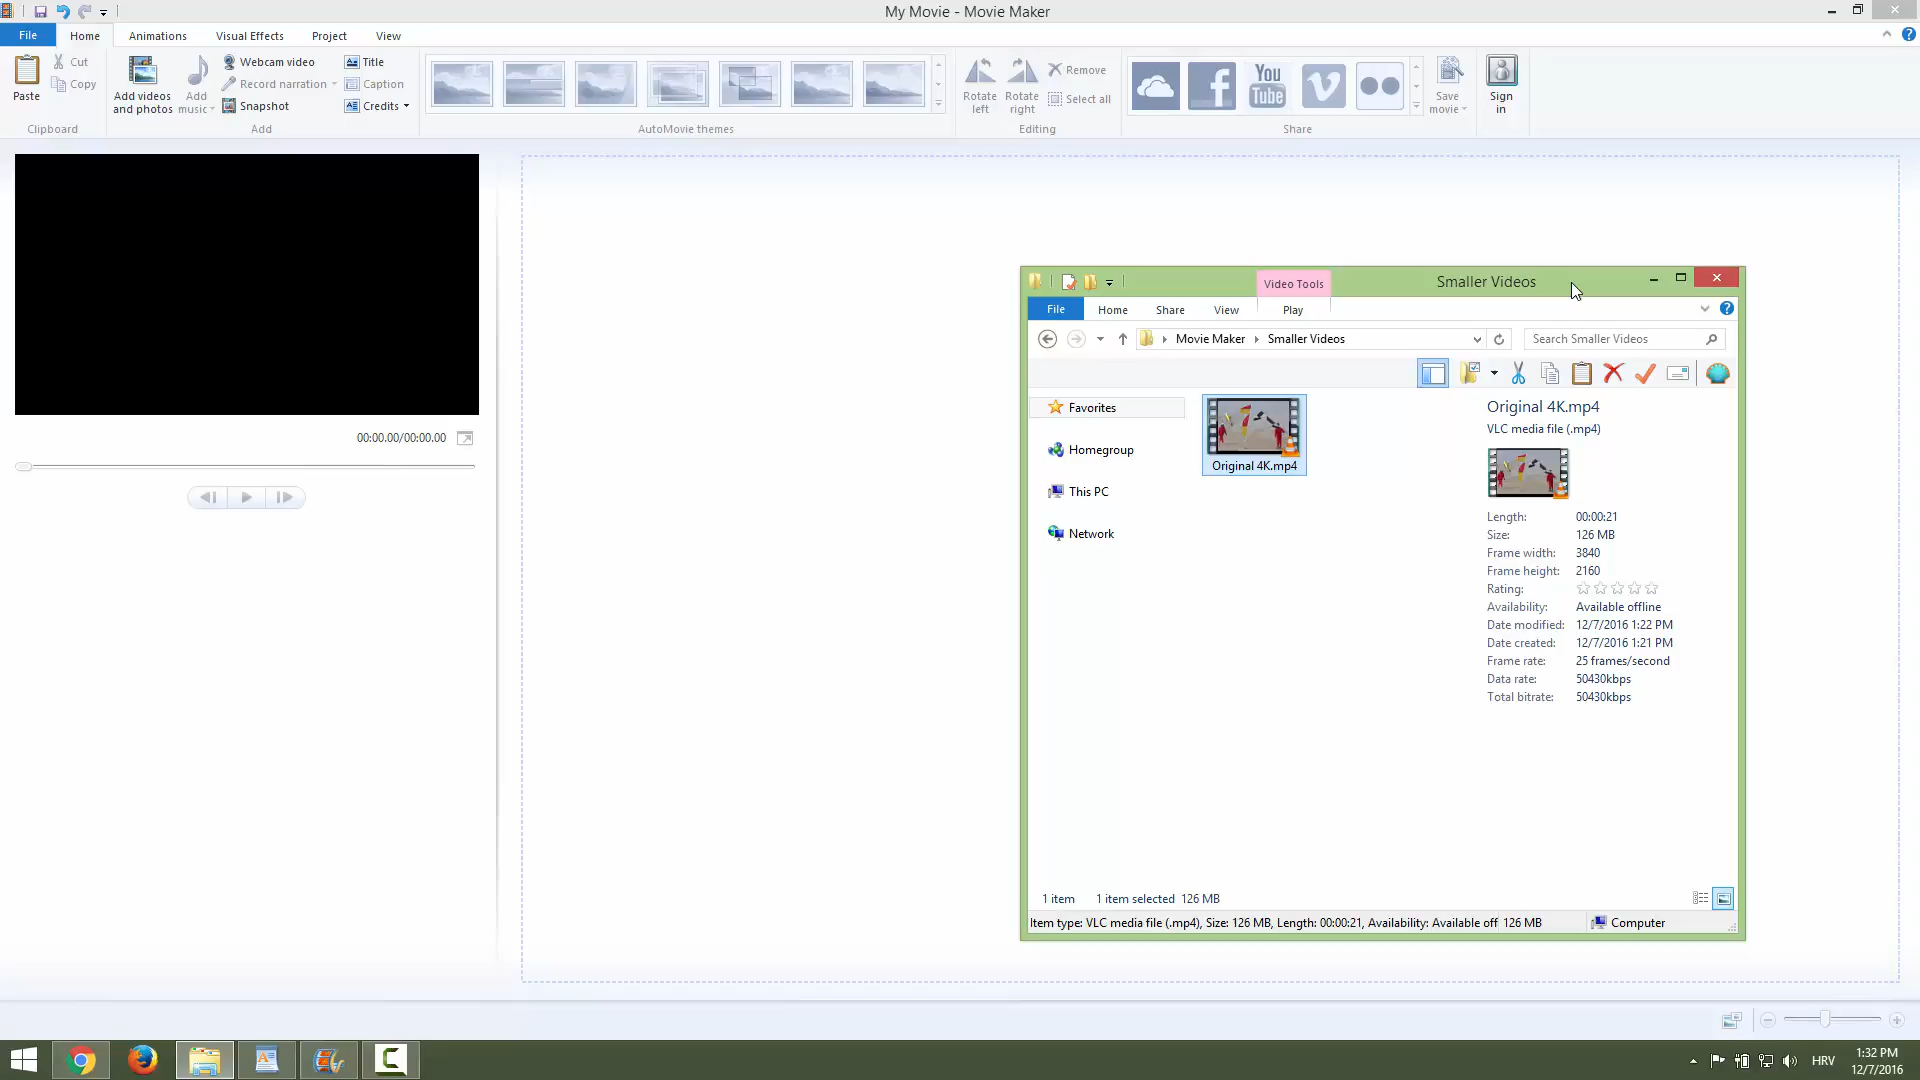 My Movie - Movie Maker
File
Home
Animations
Visual Effects
Project
View
Paste
Cut
Copy
Clipboard
Add videos
and photos
Add
music
Webcam video
Record narration
Snapshot
Title
Caption
Credits
Add
AutoMovie themes
Rotate
left
Rotate
right
Remove
Select all
Editing
You
Tube
Share
Save
movie
Sign
in
00:00.00/00:00.00
Video Tools
Smaller Videos
File
Home
Share
View
Play
Movie Maker
Smaller Videos
Search Smaller Videos
Favorites
Homegroup
This PC
Network
Original 4K.mp4
Original 4K.mp4
VLC media file (.mp4)
Length: 00:00:21
Size: 126 MB
Frame width: 3840
Frame height: 2160
Rating:
Availability: Available offline
Date modified: 12/7/2016 1:22 PM
Date created: 12/7/2016 1:21 PM
Frame rate: 25 frames/second
Data rate: 50430kbps
Total bitrate: 50430kbps
1 item 1 item selected 126 MB
Item type: VLC media file (.mp4), Size: 126 MB, Length: 00:00:21, Availability: Available off 126 MB
Computer
HRV
1:32 PM
12/7/2016